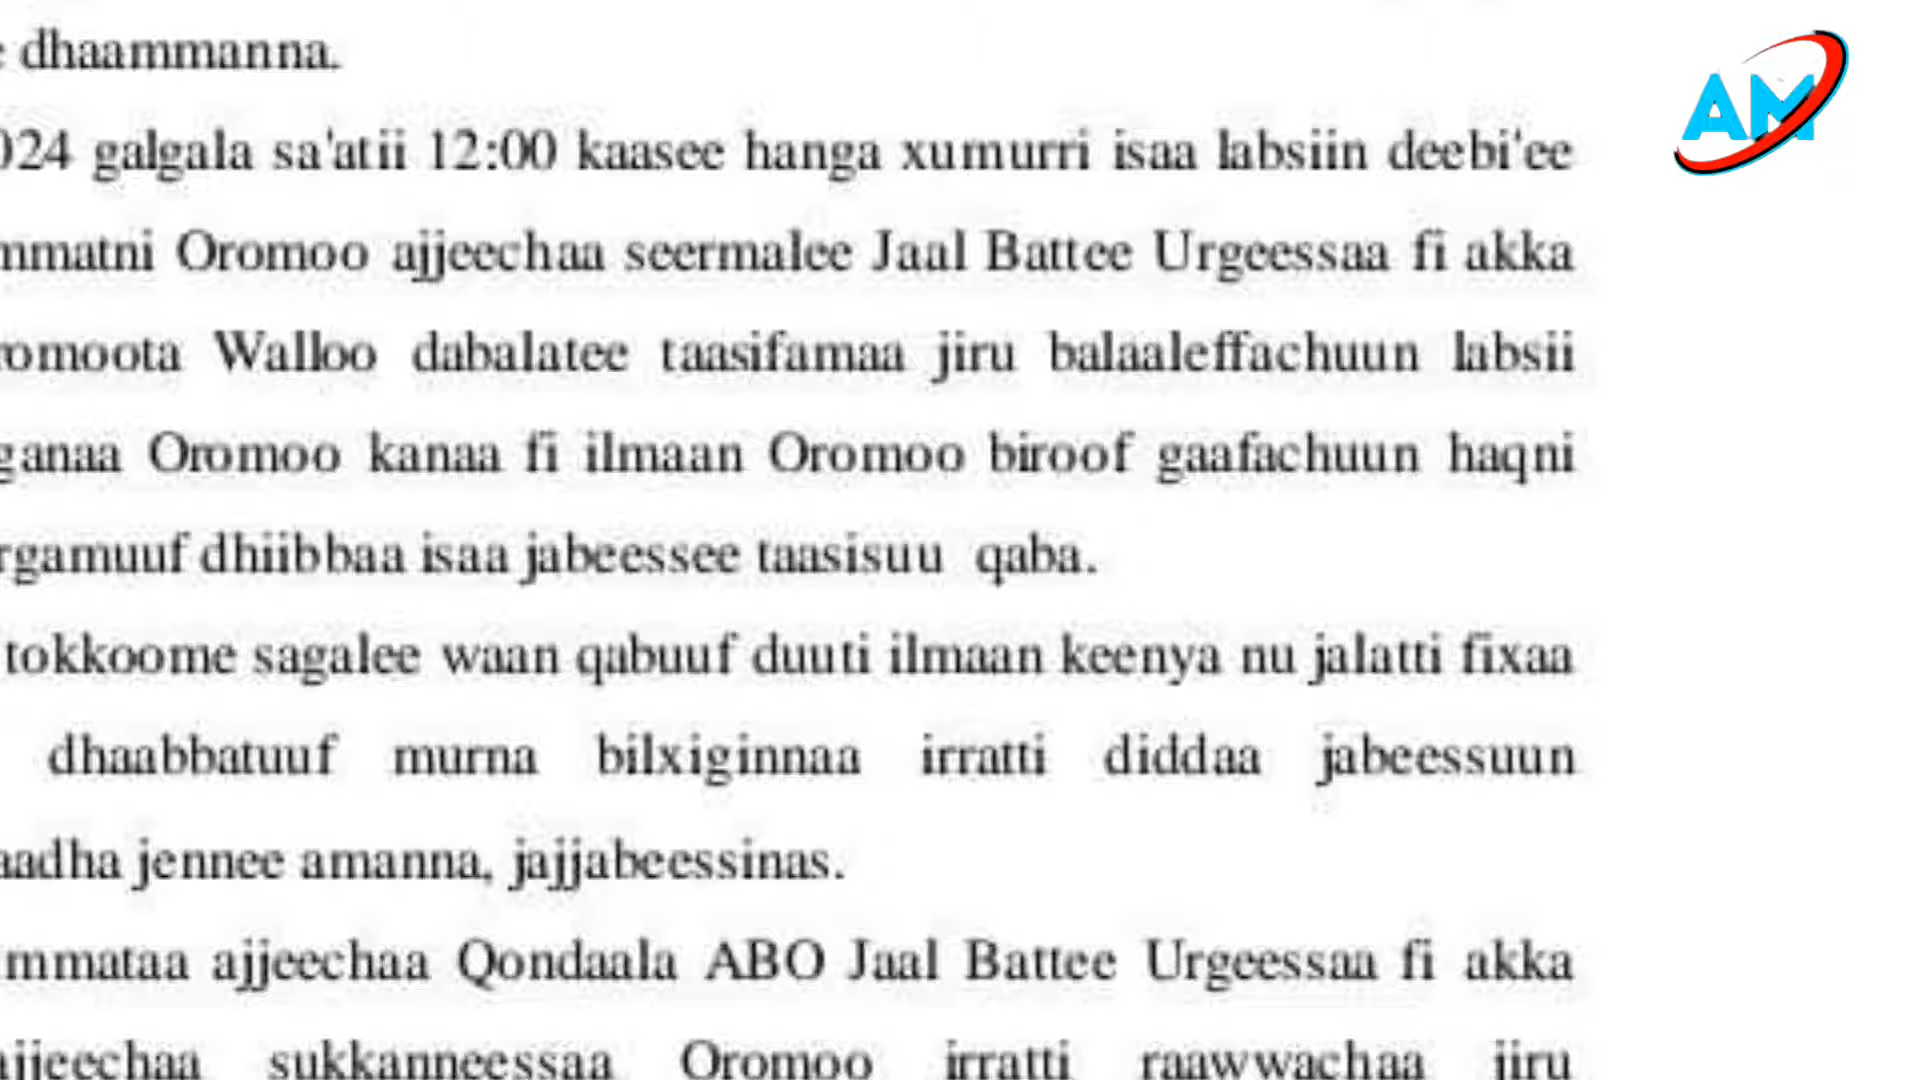 dhaammanna.
024 galgala sa'atii 12:00 kaasee hanga xumurri isaa labsiin deebi'ee
mmatni Oromoo ajjeechaa seermalee Jaal Battee Urgeessaa fi akka
romoota Walloo dabalatee taasifamaa jiru balaaleffachuun labsii
ganaa Oromoo kanaa fi ilmaan Oromoo biroof gaafachuun haqni
rgamuuf dhiibbaa isaa jabeessee taasisuu qaba.
tokkoome sagalee waan qabuuf duuti ilmaan keenya nu jalatti fixaa
dhaabbatuuf murna bilxiginnaa irratti diddaa jabeessuun
aadha jennee amanna, jajjabeessinas.
mmataa ajjeechaa Qondaala ABO Jaal Battee Urgeessaa fi akka
ajjeechaa sukkanneessaa Oromoo irratti raawwachaa jiru
AM